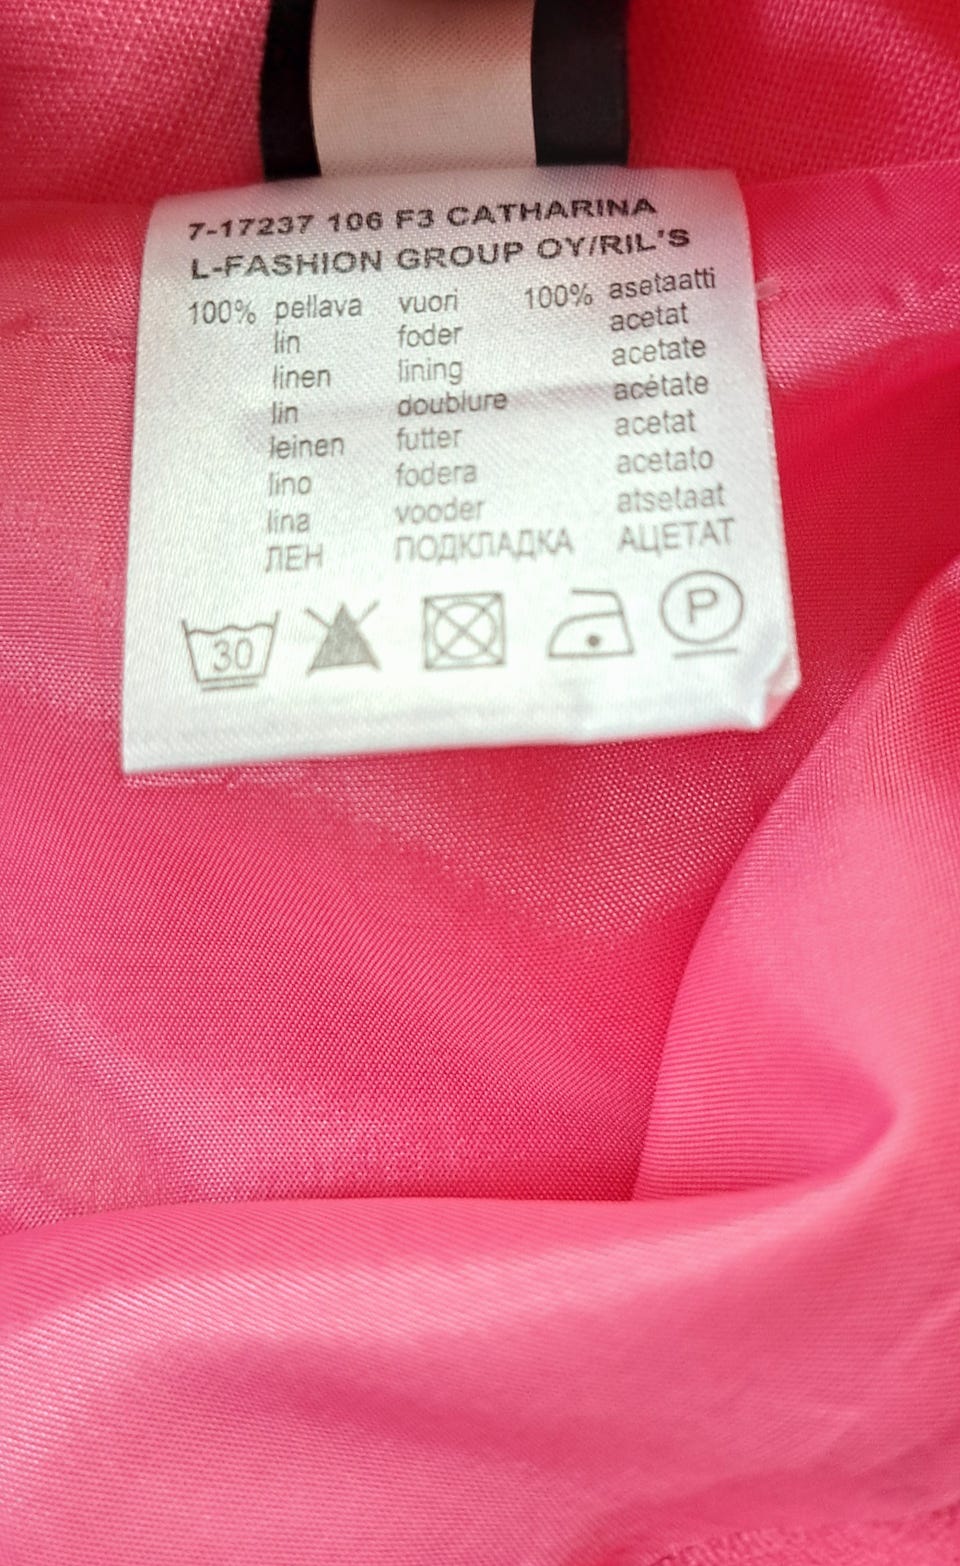 7-17237 106 F3 CATHARINA
L-FASHION GROUP OY/RIL'S
100% pellava vuori 100% asetaatti
lin foder acetat
linen lining acetate
lin doublure acétate
leinen futter acetat
lino fodera acetato
lina vooder atsetaat
ЛЕН ПОДКЛАДКА АЦЕТАТ
30 P